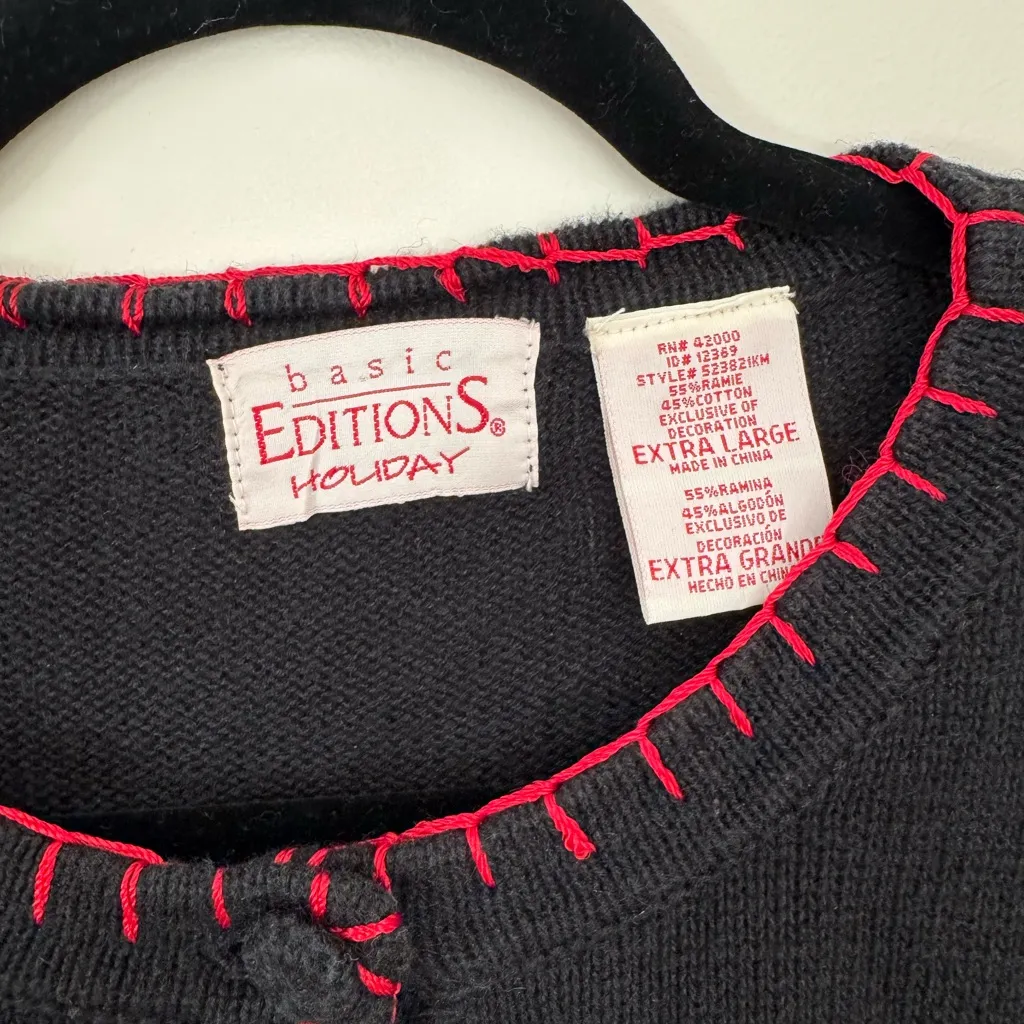 basic
EDITIONS®
HOLIDAY
RN# 42000
ID# 12369
STYLE# 523821KM
55%RAMIE
45%COTTON
EXCLUSIVE OF
DECORATION
EXTRA LARGE
MADE IN CHINA
55%RAMINA
45%ALGODÓN
EXCLUSIVO DE
DECORACIÓN
EXTRA GRANDE
HECHO EN CHINA